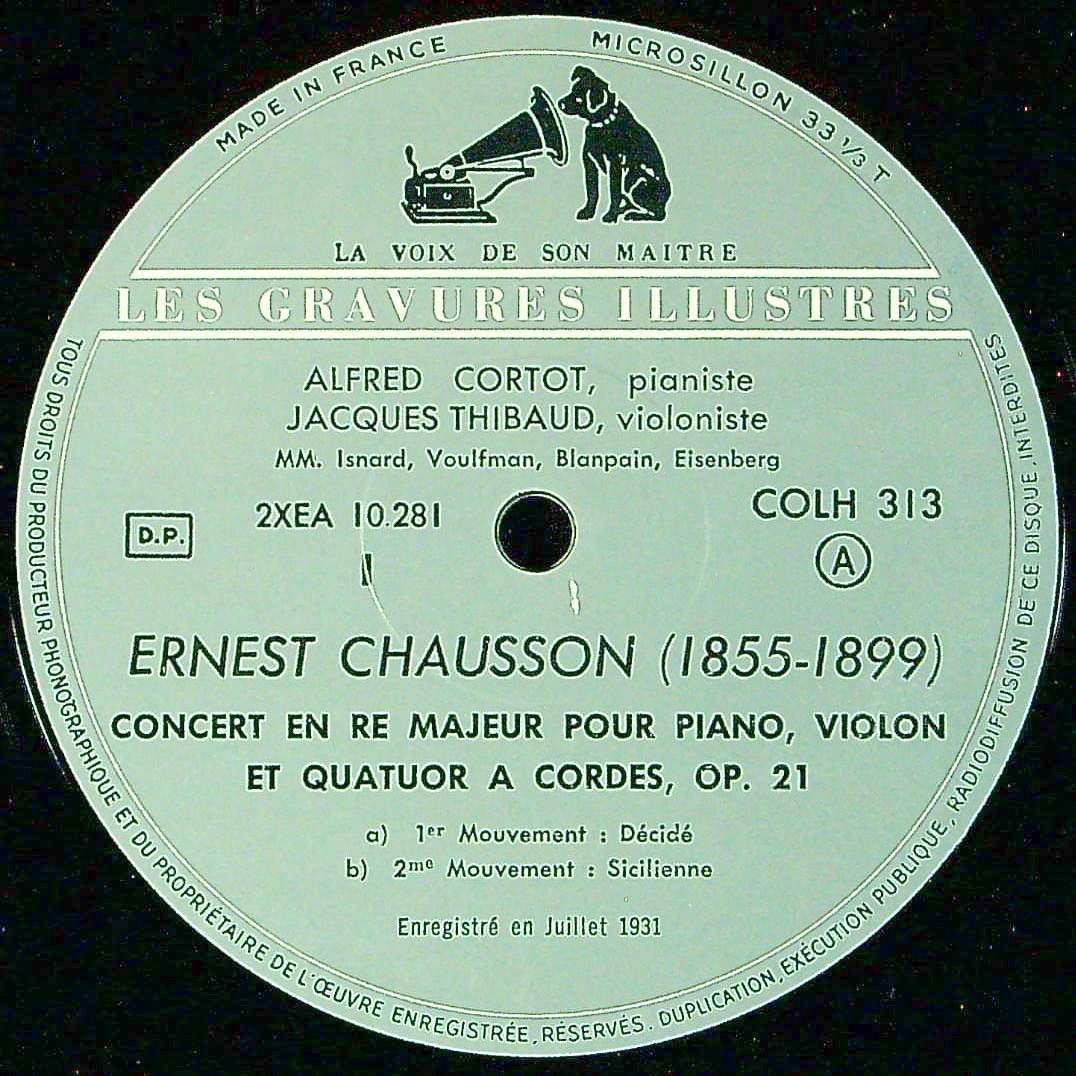 MADE IN FRANCE
MICROSILLON 33 1/3 T
LA VOIX DE SON MAITRE
LES GRAVURES ILLUSTRES
ALFRED CORTOT, pianiste
JACQUES THIBAUD, violoniste
MM. Isnard, Voulfman, Blanpain, Eisenberg
D.P.
2XEA 10.281
COLH 313
A
ERNEST CHAUSSON (1855-1899)
CONCERT EN RE MAJEUR POUR PIANO, VIOLON
ET QUATUOR A CORDES, OP. 21
a) 1er Mouvement : Décidé
b) 2me Mouvement : Sicilienne
Enregistré en Juillet 1931
TOUS DROITS DU PRODUCTEUR PHONOGRAPHIQUE ET DU PROPRIÉTAIRE DE L'ŒUVRE ENREGISTRÉE, RÉSERVÉS. DUPLICATION, EXÉCUTION PUBLIQUE, RADIODIFFUSION DE CE DISQUE, INTERDITES